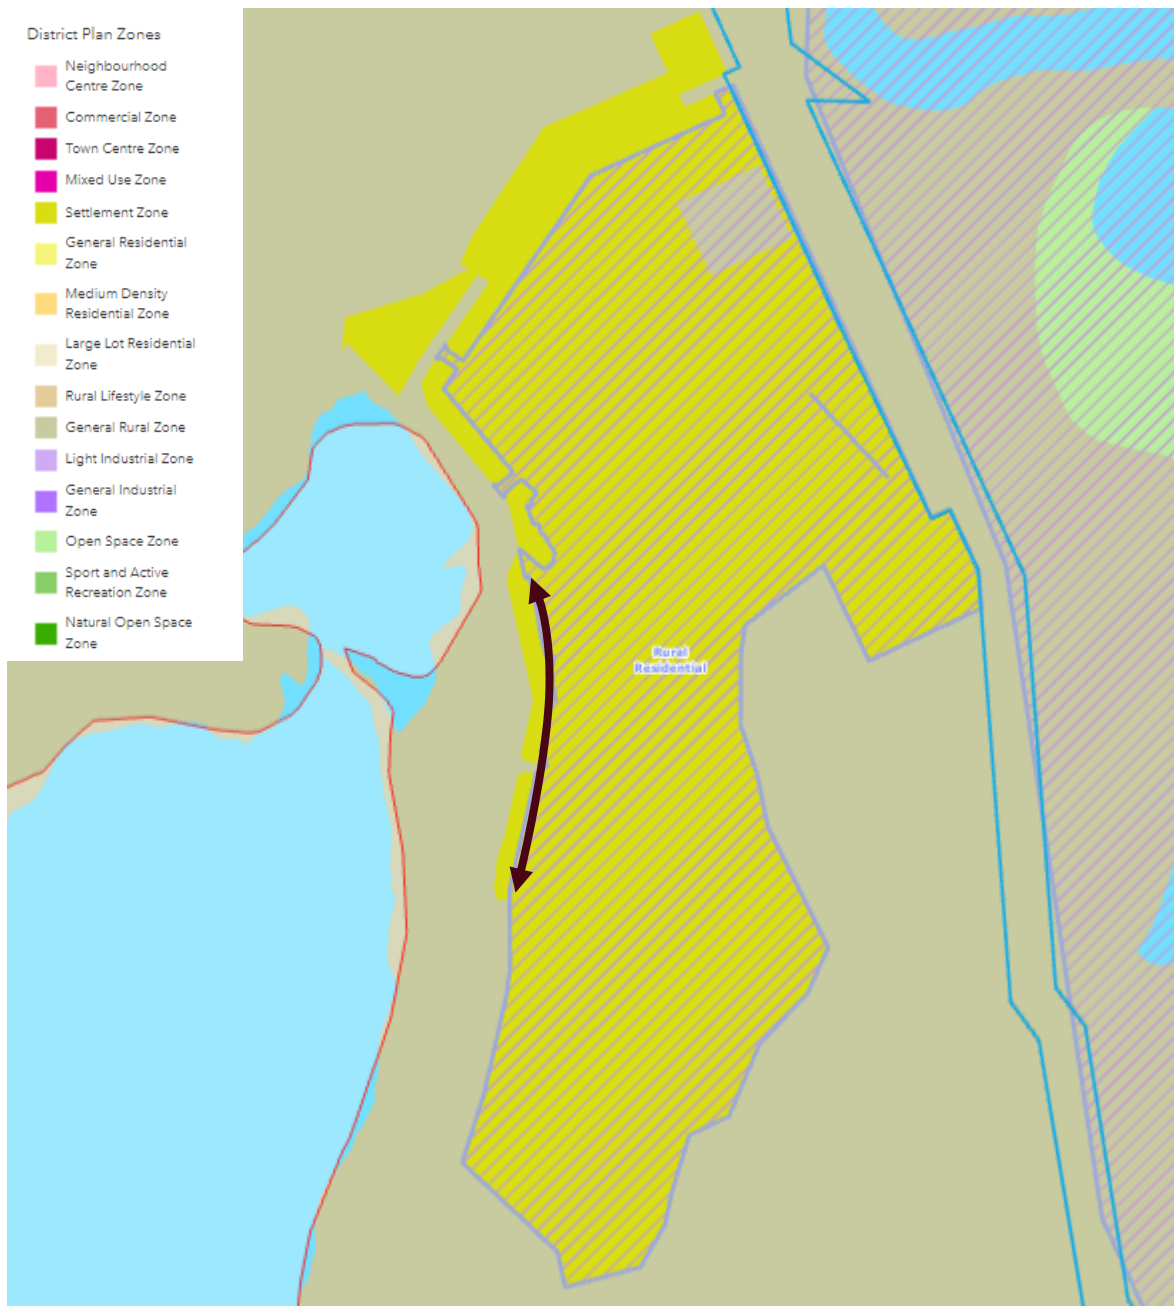 District Plan Zones
Neighbourhood
Centre Zone
Commercial Zone
Town Centre Zone
Mixed Use Zone
Settlement Zone
General Residential
Zone
Medium Density
Residential Zone
Large Lot Residential
Zone
Rural Lifestyle Zone
General Rural Zone
Light Industrial Zone
General Industrial
Zone
Open Space Zone
Sport and Active
Recreation Zone
Natural Open Space
Zone
Rural
Residential